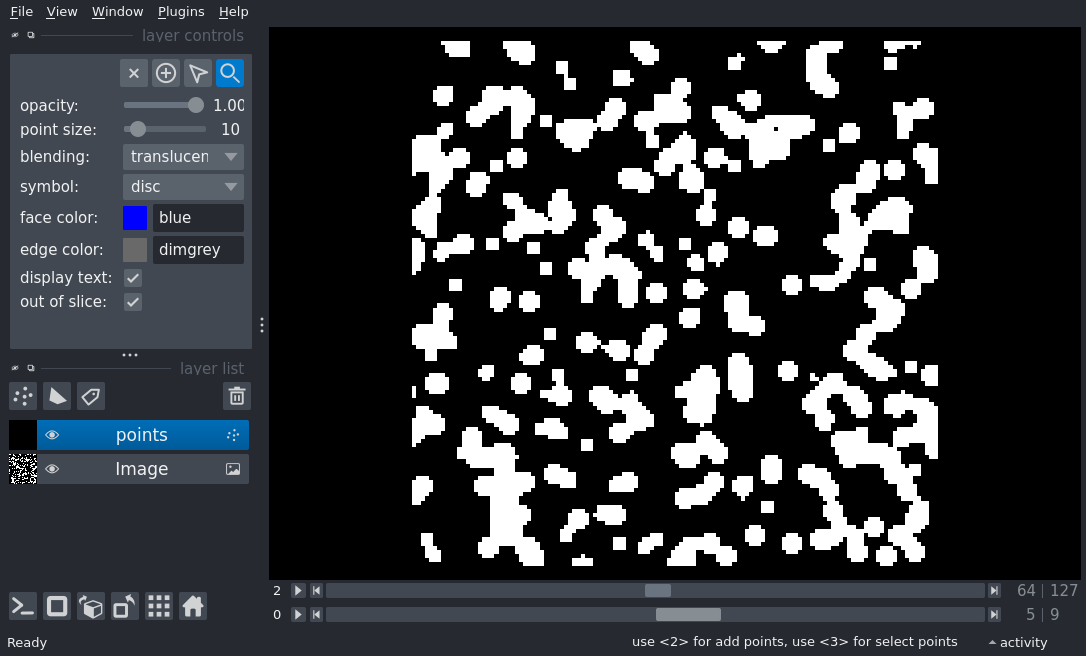 File View Window Plugins Help
layer controls
opacity: 1.00
point size: 10
blending: translucen
symbol: disc
face color: blue
edge color: dimgrey
display text:
out of slice:
layer list
points
Image
2 64 127
0 5 9
Ready use <2> for add points, use <3> for select points activity